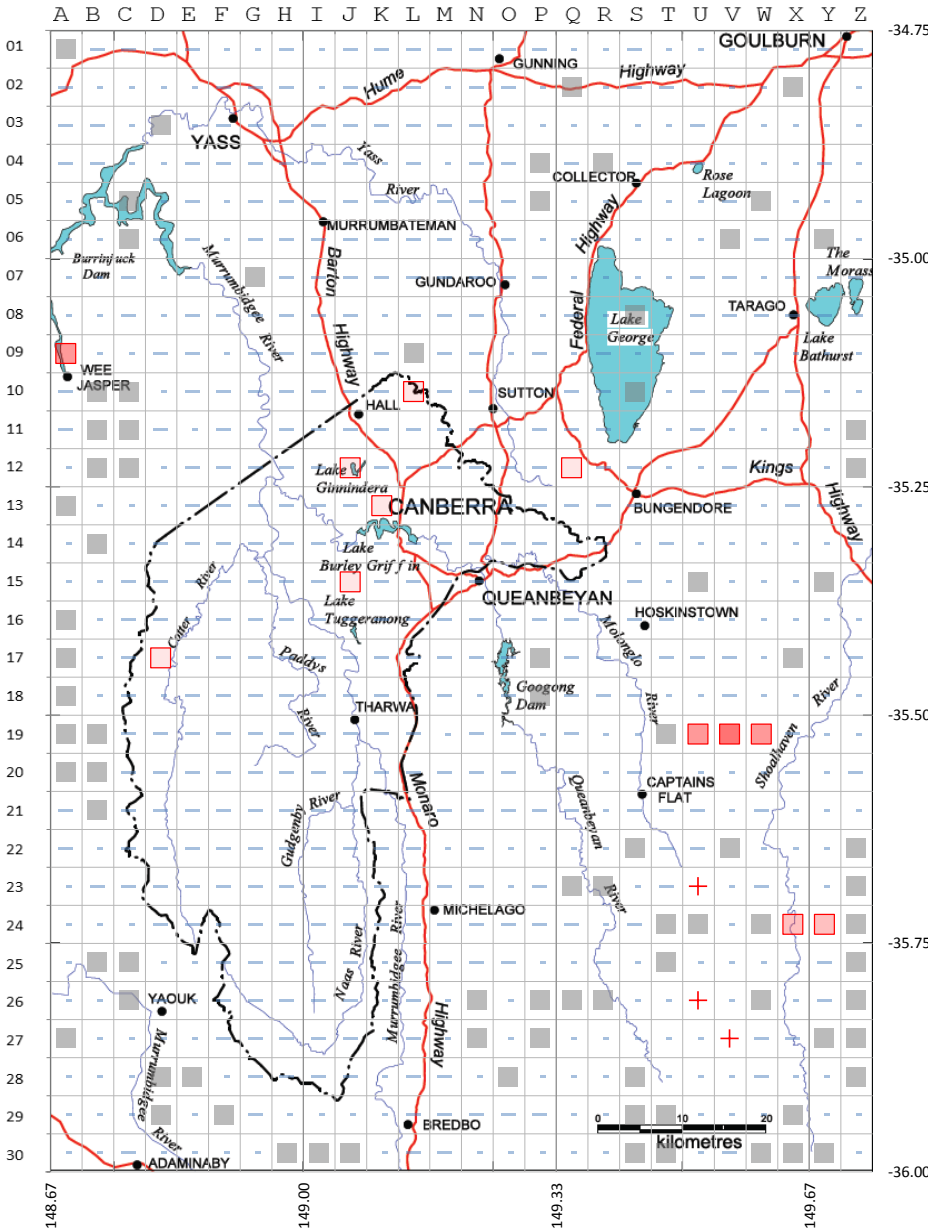 A B C D E F G H I J K L M N O P Q R S T U V W X Y Z
01
-34.75
GOULBURN
GUNNING
Hume
Highway
02
03
YASS
Yass
River
04
COLLECTOR
Rose
Lagoon
05
MURRUMBATEMAN
Highway
06
-35.00
Burrinjuck
Dam
Murrumbidgee
River
Barton
Highway
The
Morass
07
GUNDAROO
Federal
08
Lake
George
TARAGO
Lake
Bathurst
09
WEE
JASPER
10
SUTTON
HALL
11
12
Lake
Ginnindera
Kings
Highway
-35.25
13
CANBERRA
BUNGENDORE
14
Lake
Burley Griffin
15
QUEANBEYAN
Lake
Tuggeranong
HOSKINSTOWN
16
Cotter
River
Molonglo
River
17
Paddys
River
18
Googong
Dam
THARWA
Shoalhaven
River
-35.50
19
20
Monaro
Highway
CAPTAINS
FLAT
21
Gudgenby River
Queanbeyan
River
22
23
MICHELAGO
24
-35.75
25
Naas River
Murrumbidgee River
26
YAOUK
27
Murrumbidgee
River
28
29
BREDBO
0 10 20
kilometres
30
ADAMINABY
-36.00
148.67
149.00
149.33
149.67